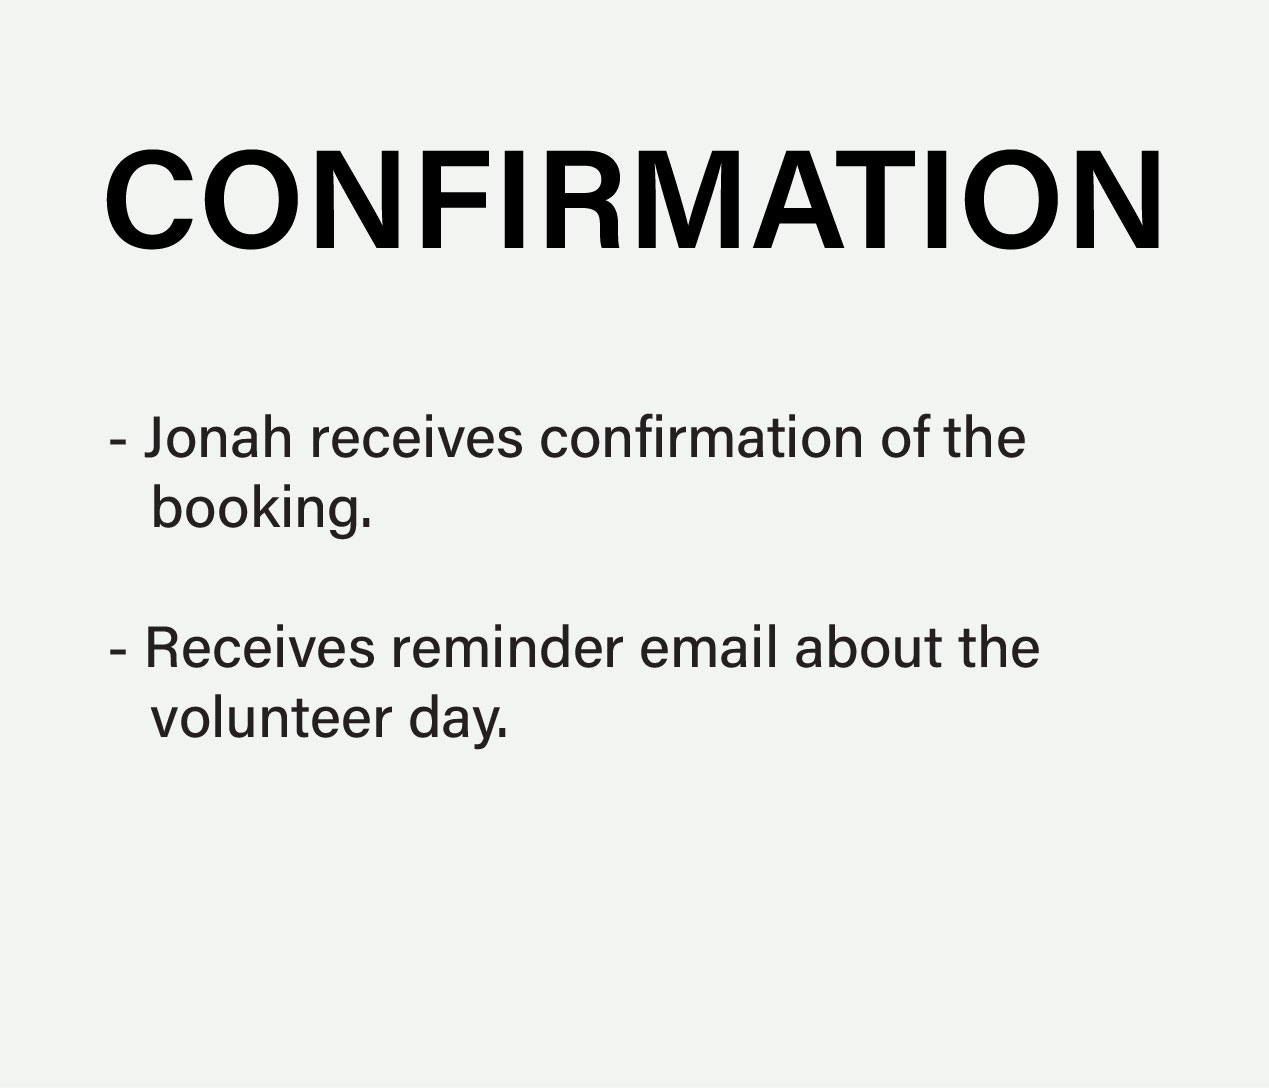 CONFIRMATION
- Jonah receives confirmation of the
booking.
- Receives reminder email about the
volunteer day.